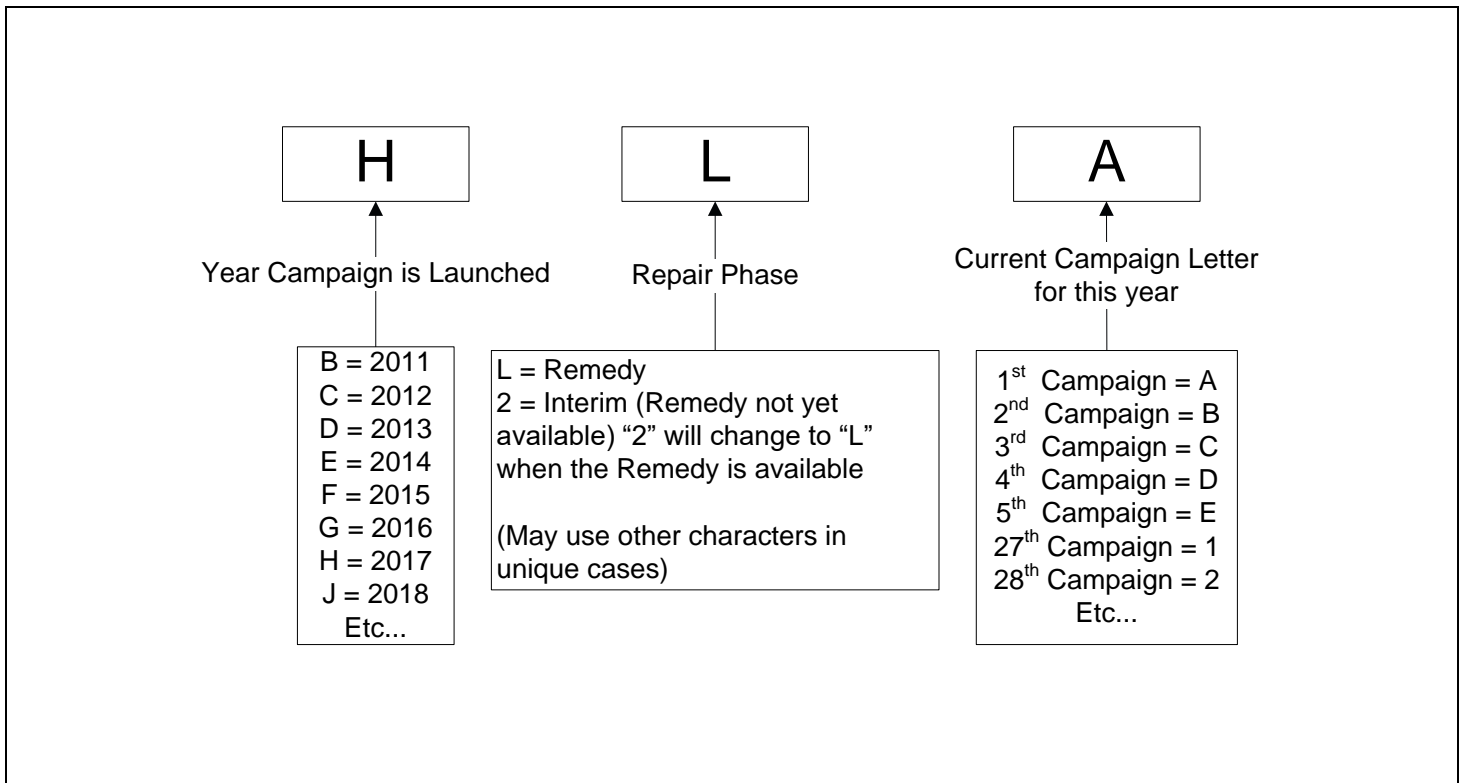 H
L
A
Year Campaign is Launched
Repair Phase
Current Campaign Letter
for this year
B = 2011
C = 2012
D = 2013
E = 2014
F = 2015
G = 2016
H = 2017
J = 2018
Etc...
L = Remedy
2 = Interim (Remedy not yet
available) “2” will change to “L”
when the Remedy is available
(May use other characters in
unique cases)
1st Campaign = A
2nd Campaign = B
3rd Campaign = C
4th Campaign = D
5th Campaign = E
27th Campaign = 1
28th Campaign = 2
Etc...